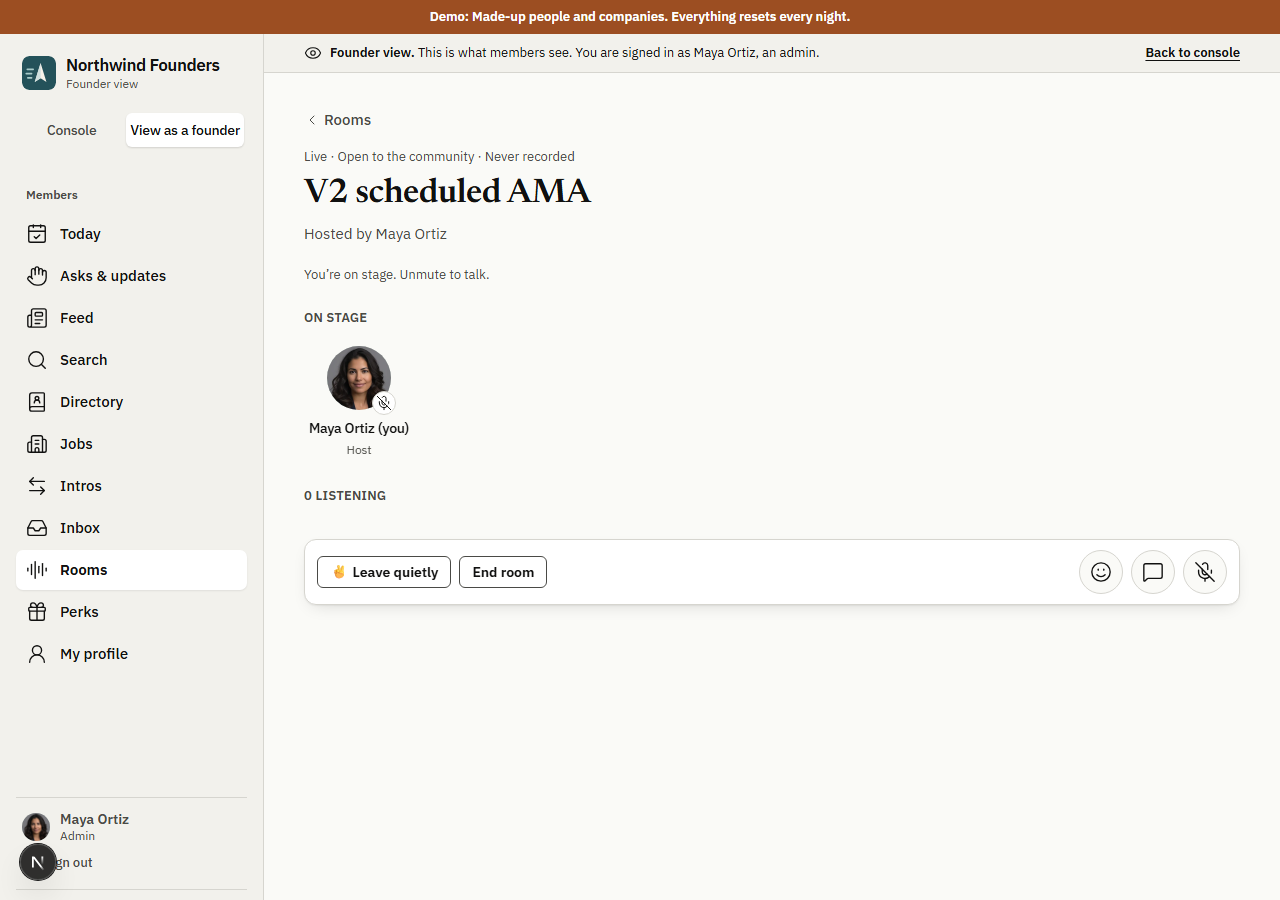 Demo: Made-up people and companies. Everything resets every night.
Northwind Founders
Founder view
Console
View as a founder
Members
Today
Asks & updates
Feed
Search
Directory
Jobs
Intros
Inbox
Rooms
Perks
My profile
Maya Ortiz
Admin
gn out
N
Founder view. This is what members see. You are signed in as Maya Ortiz, an admin.
Back to console
Rooms
Live · Open to the community · Never recorded
V2 scheduled AMA
Hosted by Maya Ortiz
You’re on stage. Unmute to talk.
ON STAGE
Maya Ortiz (you)
Host
0 LISTENING
✌️ Leave quietly
End room